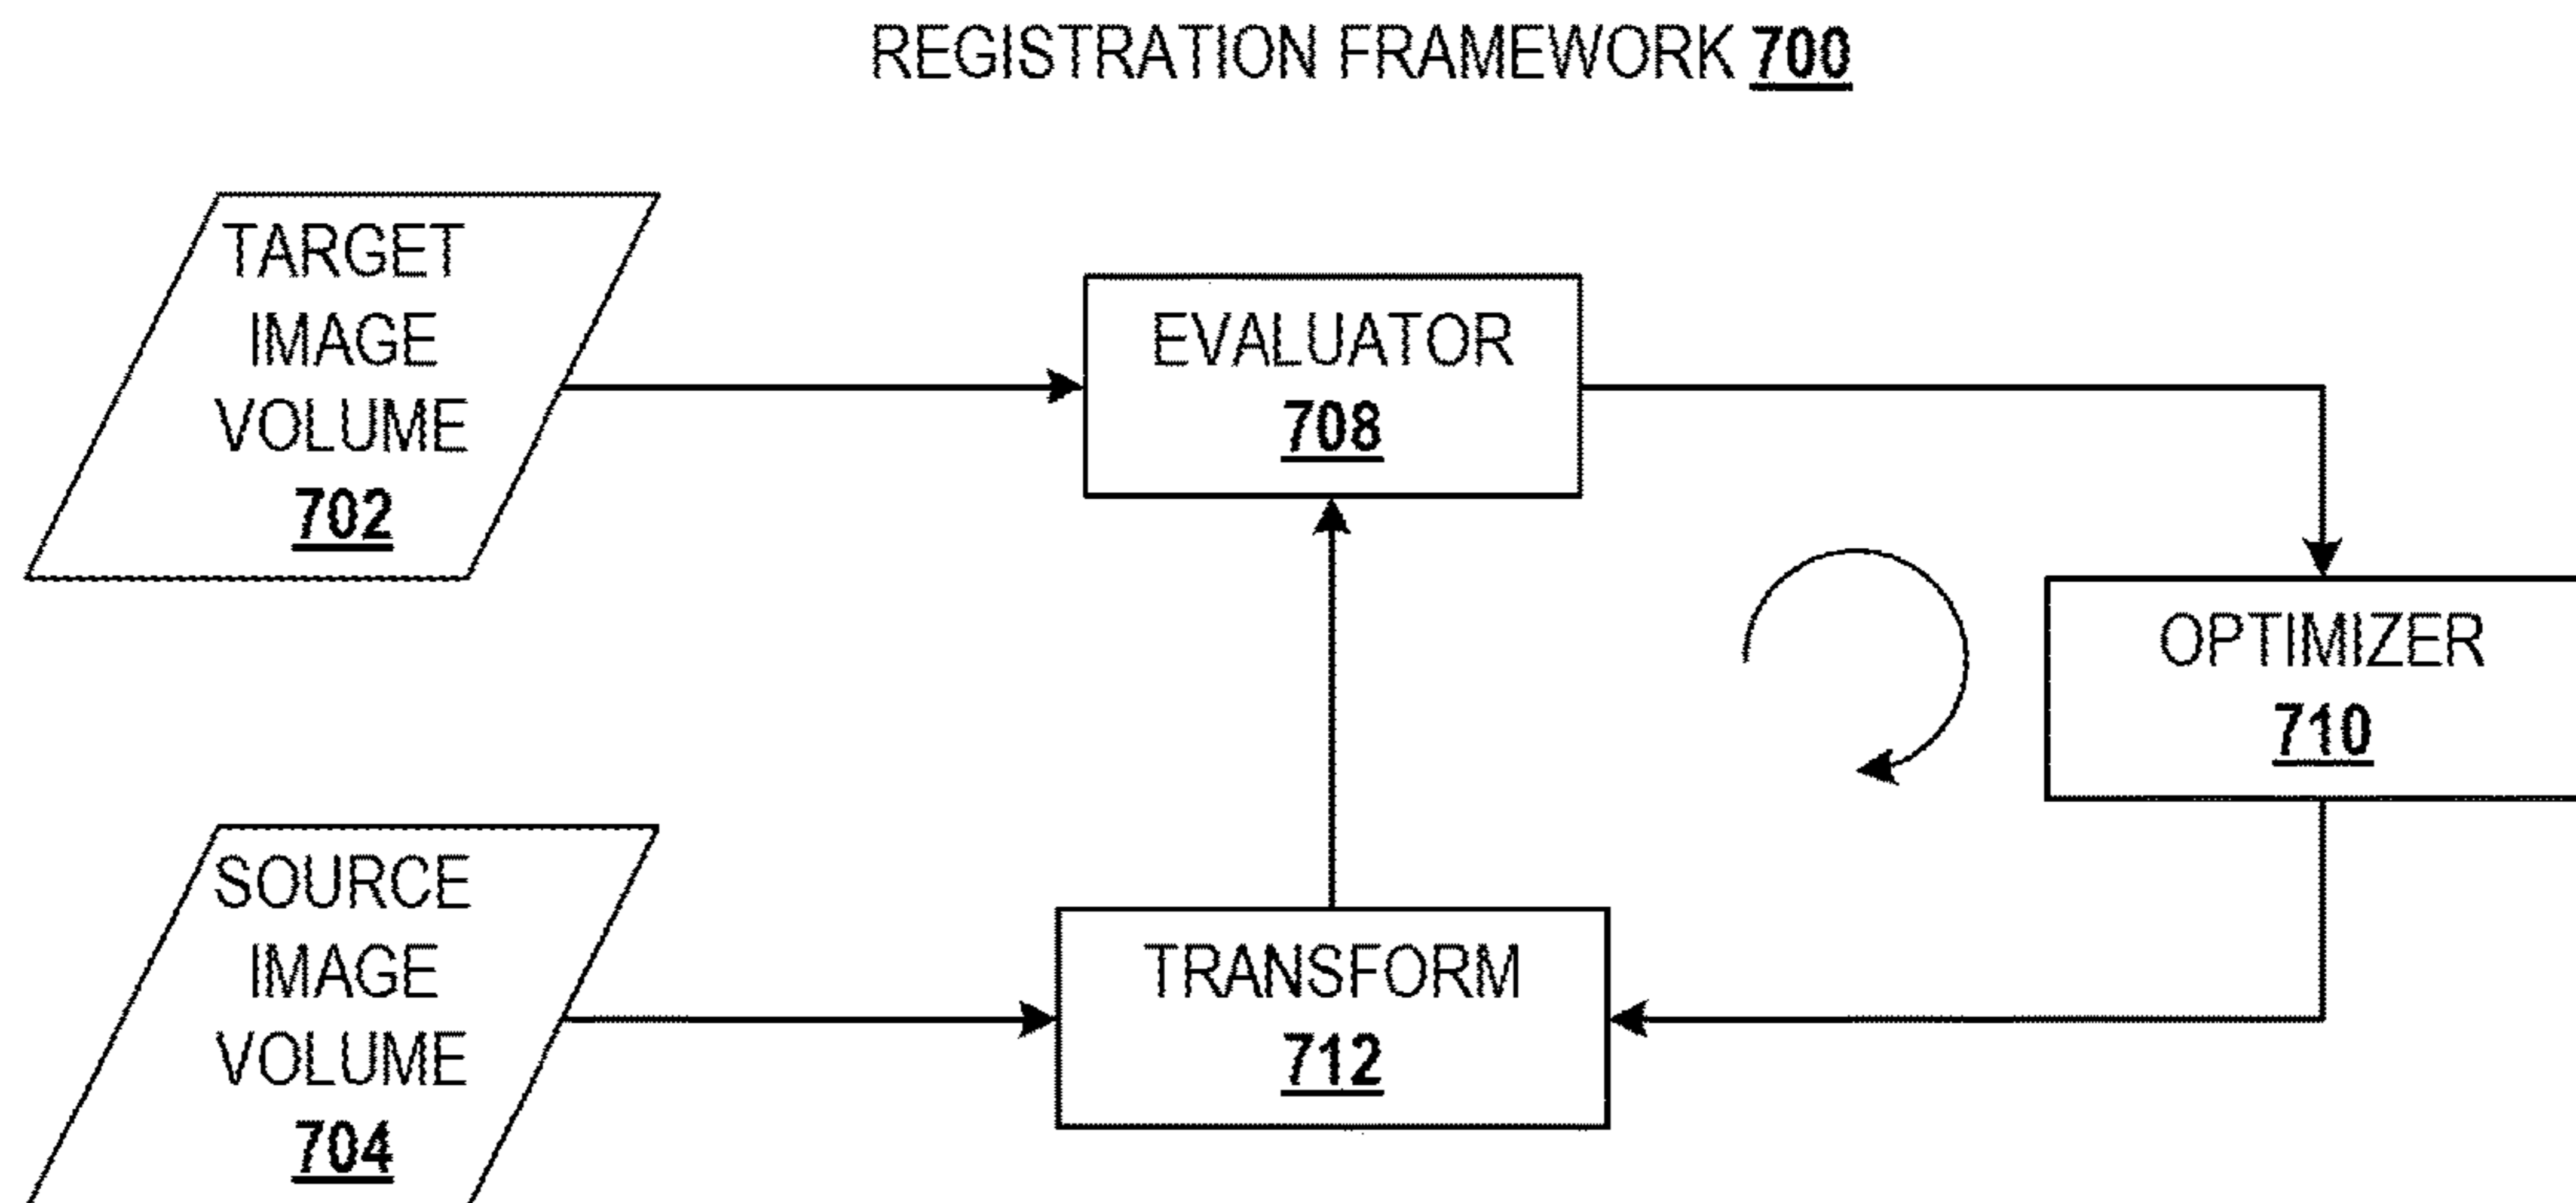 REGISTRATION FRAMEWORK 700
TARGET
IMAGE
VOLUME
702
EVALUATOR
708
OPTIMIZER
710
SOURCE
IMAGE
VOLUME
704
TRANSFORM
712